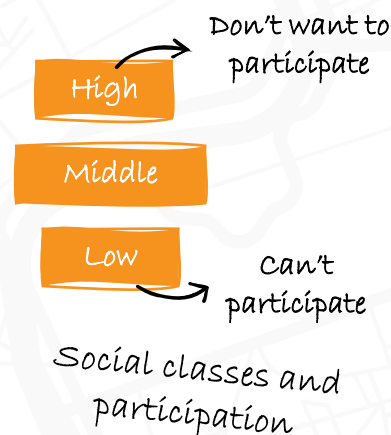 Don't want to
participate
High
Middle
Low
Can't
participate
Social classes and
participation